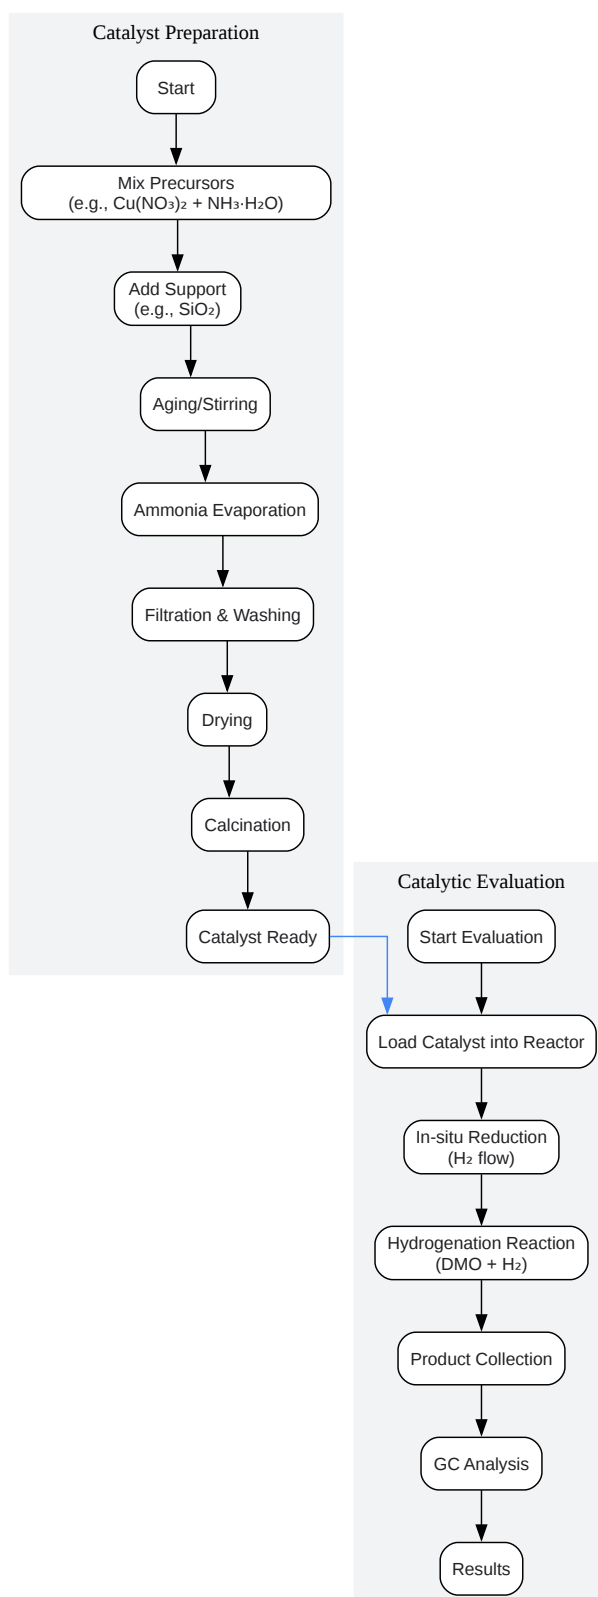 Catalyst Preparation
Start
Mix Precursors
(e.g., Cu(NO₃)₂ + NH₃·H₂O)
Add Support
(e.g., SiO₂)
Aging/Stirring
Ammonia Evaporation
Filtration & Washing
Drying
Calcination
Catalyst Ready
Catalytic Evaluation
Start Evaluation
Load Catalyst into Reactor
In-situ Reduction
(H₂ flow)
Hydrogenation Reaction
(DMO + H₂)
Product Collection
GC Analysis
Results